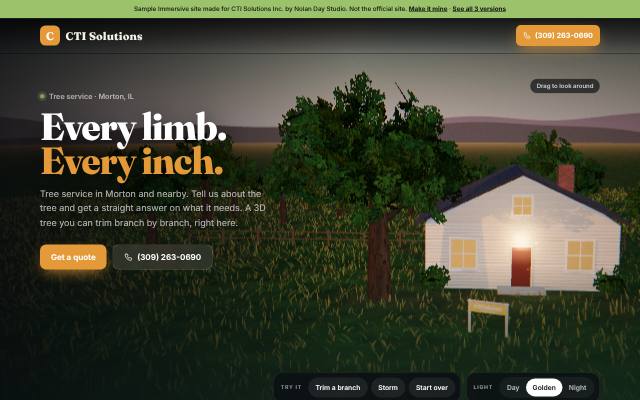 Sample Immersive site made for CTI Solutions Inc. by Nolan Day Studio. Not the official site. Make it mine · See all 3 versions
C CTI Solutions
(309) 263-0690
Drag to look around
Tree service · Morton, IL
Every limb.
Every inch.
Tree service in Morton and nearby. Tell us about the
tree and get a straight answer on what it needs. A 3D
tree you can trim branch by branch, right here.
Get a quote
(309) 263-0690
TRY IT Trim a branch Storm Start over
LIGHT Day Golden Night